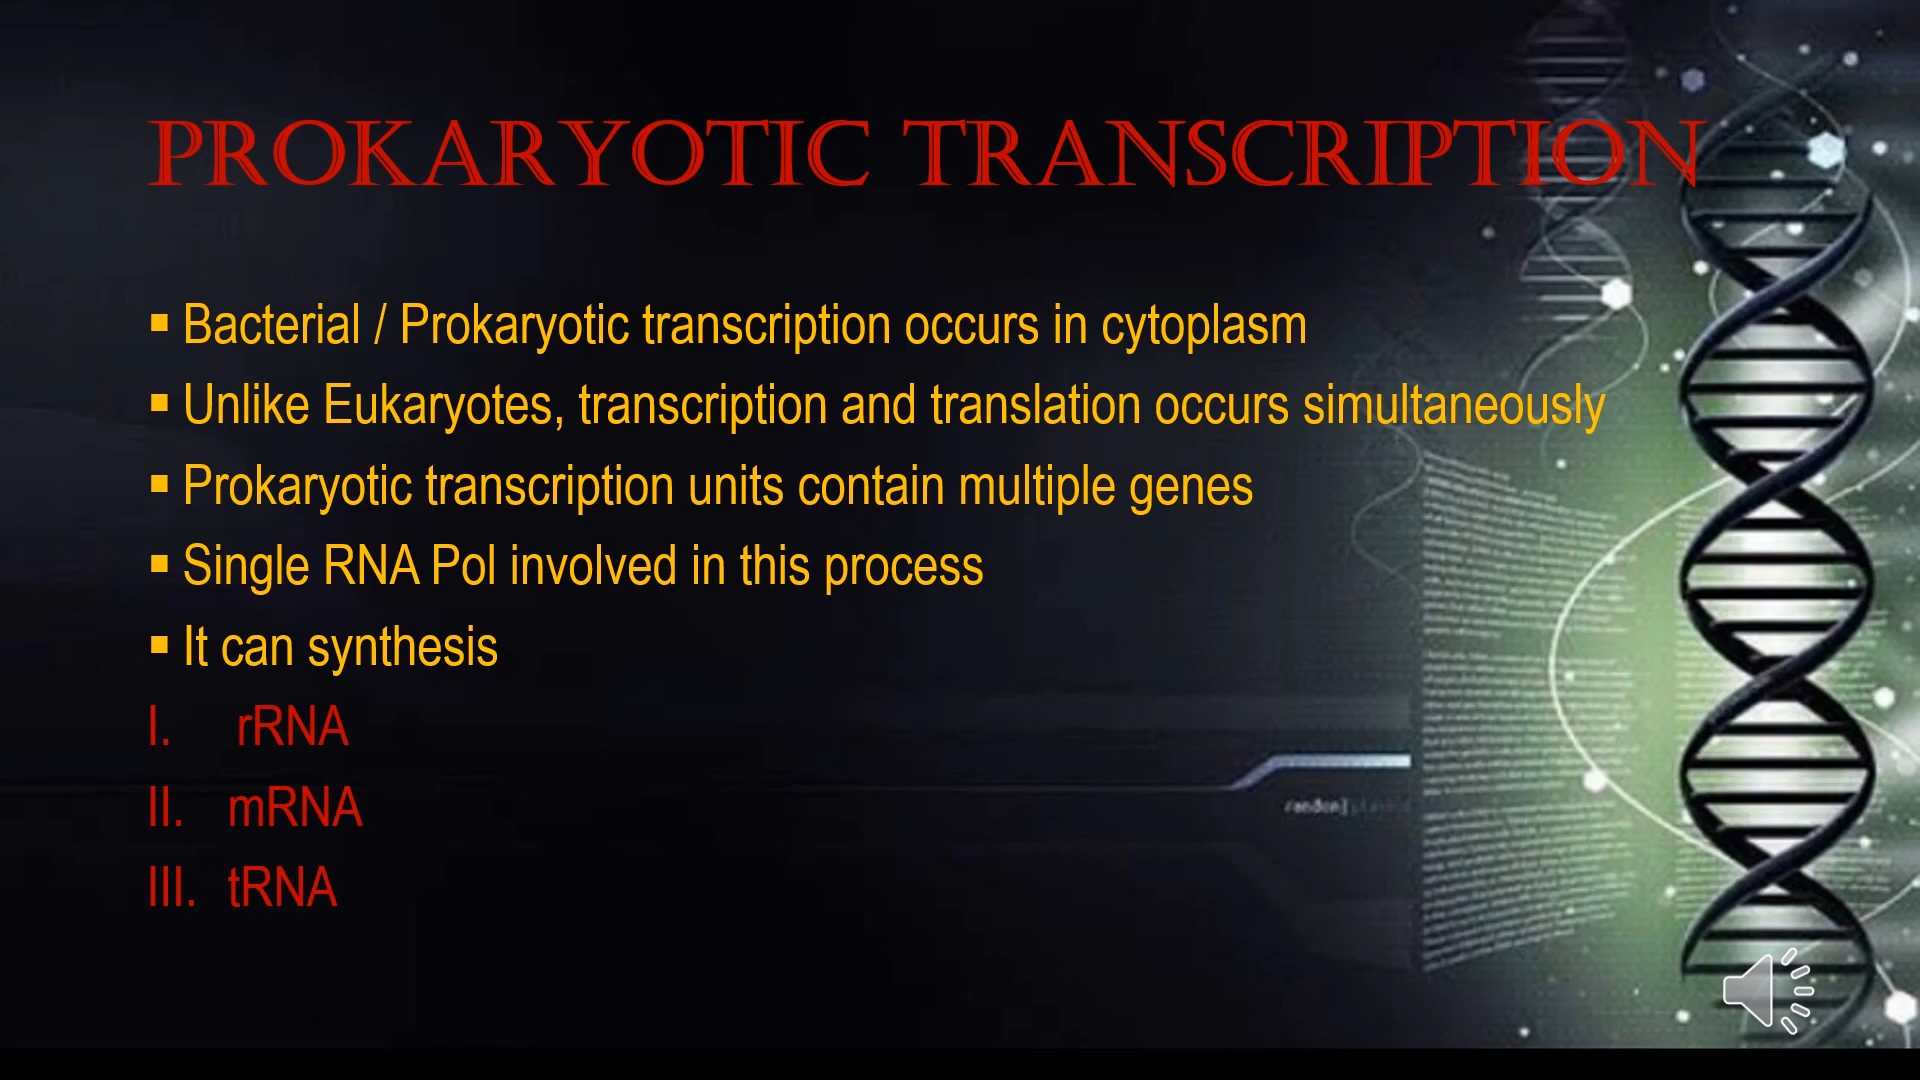 PROKARYOTIC TRANSCRIPTION
▪ Bacterial / Prokaryotic transcription occurs in cytoplasm
▪ Unlike Eukaryotes, transcription and translation occurs simultaneously
▪ Prokaryotic transcription units contain multiple genes
▪ Single RNA Pol involved in this process
▪ It can synthesis
I. rRNA
II. mRNA
III. tRNA